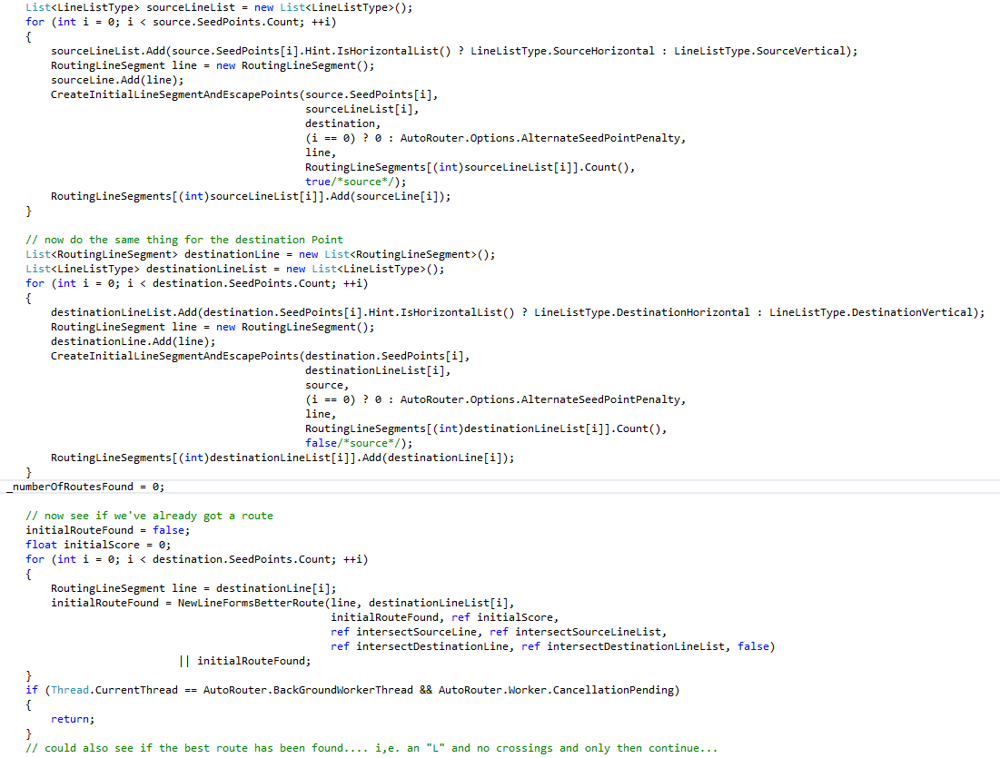 List<LineListType> sourceLineList = new List<LineListType>();
for (int i = 0; i < source.SeedPoints.Count; ++i)
{
    sourceLineList.Add(source.SeedPoints[i].Hint.IsHorizontalList() ? LineListType.SourceHorizontal : LineListType.SourceVertical);
    RoutingLineSegment line = new RoutingLineSegment();
    sourceLine.Add(line);
    CreateInitialLineSegmentAndEscapePoints(source.SeedPoints[i],
                                            sourceLineList[i],
                                            destination,
                                            (i == 0) ? 0 : AutoRouter.Options.AlternateSeedPointPenalty,
                                            line,
                                            RoutingLineSegments[(int)sourceLineList[i]].Count(),
                                            true/*source*/);
    RoutingLineSegments[(int)sourceLineList[i]].Add(sourceLine[i]);
}

// now do the same thing for the destination Point
List<RoutingLineSegment> destinationLine = new List<RoutingLineSegment>();
List<LineListType> destinationLineList = new List<LineListType>();
for (int i = 0; i < destination.SeedPoints.Count; ++i)
{
    destinationLineList.Add(destination.SeedPoints[i].Hint.IsHorizontalList() ? LineListType.DestinationHorizontal : LineListType.DestinationVertical);
    RoutingLineSegment line = new RoutingLineSegment();
    destinationLine.Add(line);
    CreateInitialLineSegmentAndEscapePoints(destination.SeedPoints[i],
                                            destinationLineList[i],
                                            source,
                                            (i == 0) ? 0 : AutoRouter.Options.AlternateSeedPointPenalty,
                                            line,
                                            RoutingLineSegments[(int)destinationLineList[i]].Count(),
                                            false/*source*/);
    RoutingLineSegments[(int)destinationLineList[i]].Add(destinationLine[i]);
}
_numberOfRoutesFound = 0;

// now see if we've already got a route
initialRouteFound = false;
float initialScore = 0;
for (int i = 0; i < destination.SeedPoints.Count; ++i)
{
    RoutingLineSegment line = destinationLine[i];
    initialRouteFound = NewLineFormsBetterRoute(line, destinationLineList[i],
                                                initialRouteFound, ref initialScore,
                                                ref intersectSourceLine, ref intersectSourceLineList,
                                                ref intersectDestinationLine, ref intersectDestinationLineList, false)
                        || initialRouteFound;
}
if (Thread.CurrentThread == AutoRouter.BackGroundWorkerThread && AutoRouter.Worker.CancellationPending)
{
    return;
}
// could also see if the best route has been found.... i,e. an "L" and no crossings and only then continue...